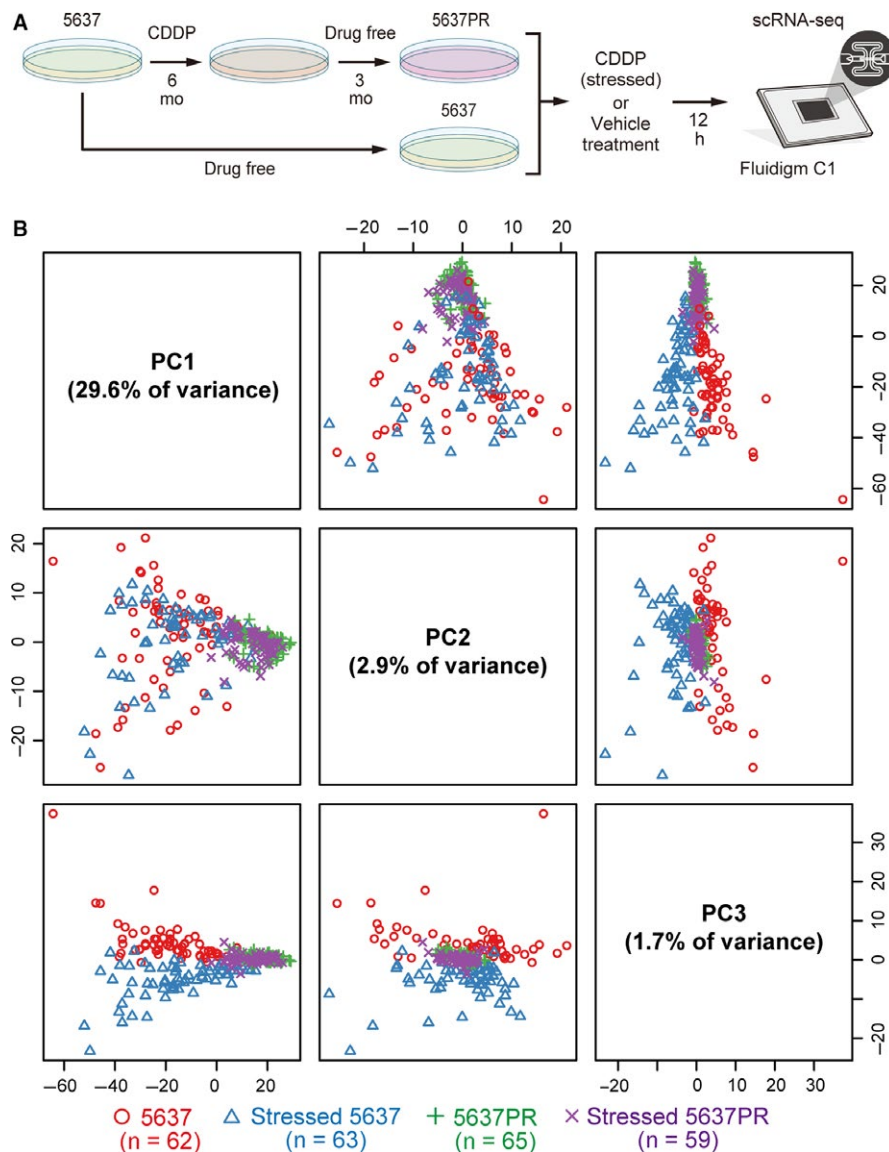 A
5637
CDDP
6
mo
Drug free
3
mo
5637PR
5637
Drug free
CDDP
(stressed)
or
Vehicle
treatment
12
h
scRNA-seq
Fluidigm C1
B
−20 −10 0 10 20
PC1
(29.6% of variance)
20
0
−20
−40
−60
20
10
0
−10
−20
PC2
(2.9% of variance)
PC3
(1.7% of variance)
30
20
10
0
−20
−60 −40 −20 0 20
−20 −10 0 10 20 30
5637 Stressed 5637 5637PR Stressed 5637PR
(n = 62) (n = 63) (n = 65) (n = 59)